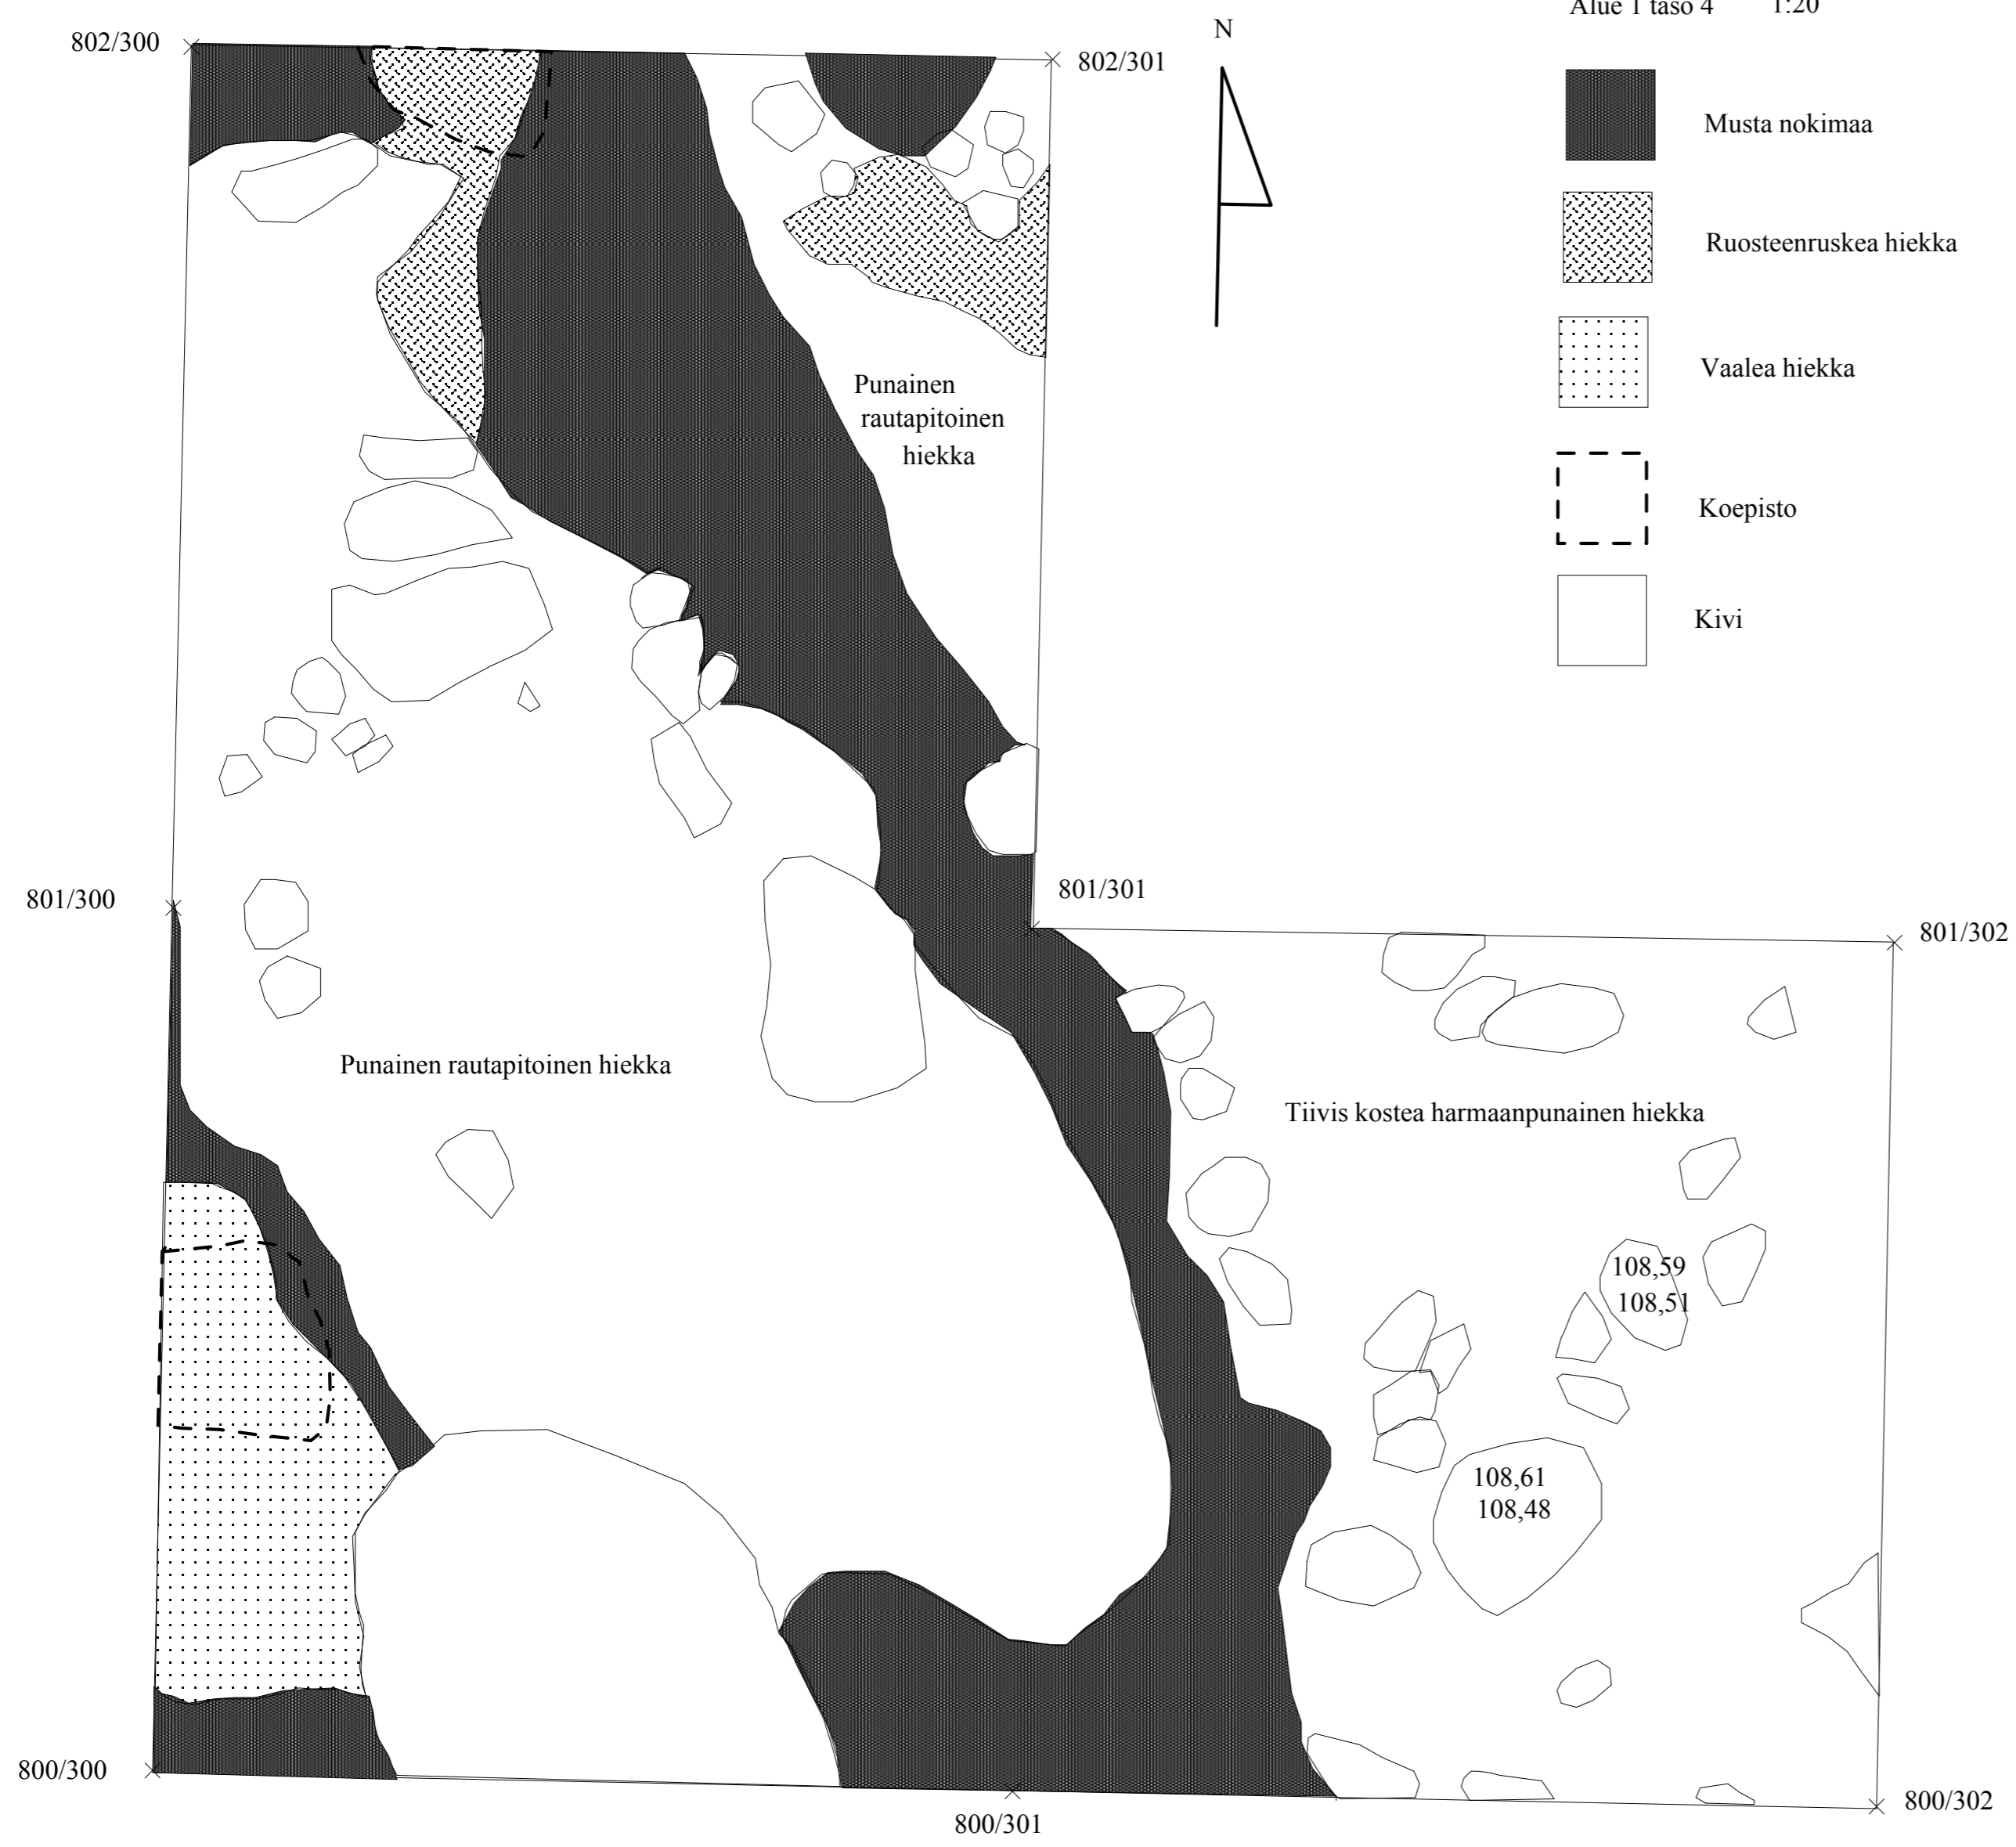 Alue 1 taso 4 1:20
N
802/300
802/301
Musta nokimaa
Ruosteenruskea hiekka
Vaalea hiekka
Koepisto
Kivi
Punainen
rautapitoinen
hiekka
801/300
801/301
801/302
Punainen rautapitoinen hiekka
Tiivis kostea harmaanpunainen hiekka
108,59
108,51
108,61
108,48
800/300
800/301
800/302